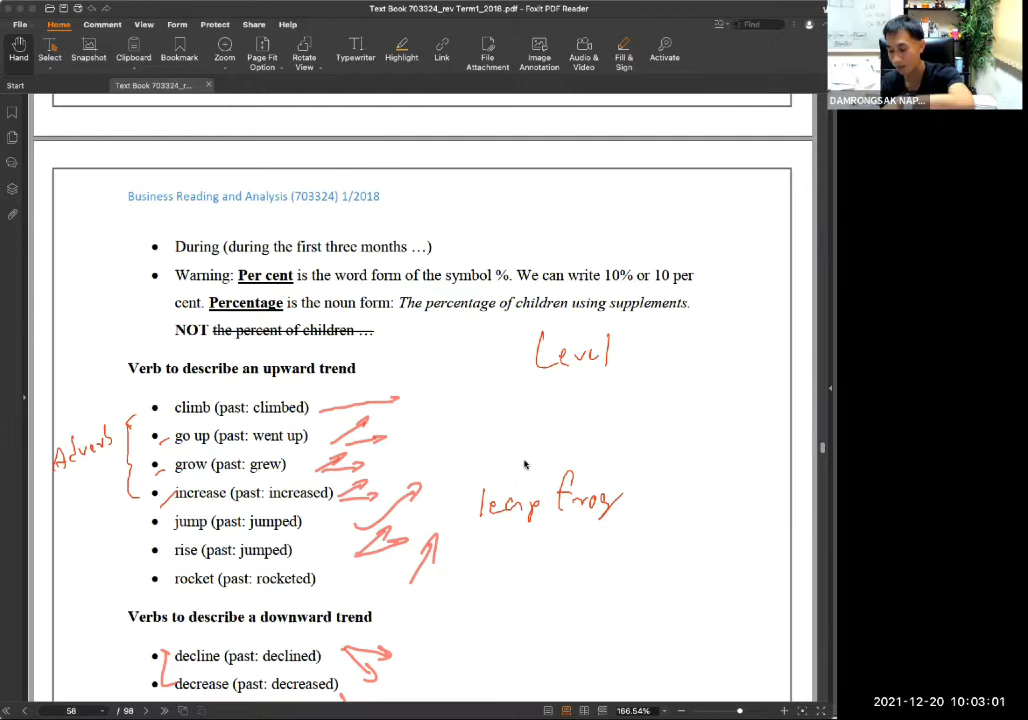 Text Book 703324_rev Term1_2018.pdf - Foxit PDF Reader
File Home Comment View Form Protect Share Help
Find
Hand Select Snapshot Clipboard Bookmark Zoom Page Fit Option Rotate View Typewriter Highlight Link File Attachment Image Annotation Audio & Video Fill & Sign Activate
DAMRONGSAK NAP...
Start Text Book 703324_rev Term1_2...
Business Reading and Analysis (703324) 1/2018
• During (during the first three months …)
• Warning: Per cent is the word form of the symbol %. We can write 10% or 10 per
cent. Percentage is the noun form: The percentage of children using supplements.
NOT the percent of children …
Level
Verb to describe an upward trend
• climb (past: climbed)
• go up (past: went up)
Adverb
• grow (past: grew)
• increase (past: increased)
leap frog
• jump (past: jumped)
• rise (past: jumped)
• rocket (past: rocketed)
Verbs to describe a downward trend
• decline (past: declined)
• decrease (past: decreased)
58 / 98
166.54%
2021-12-20 10:03:01